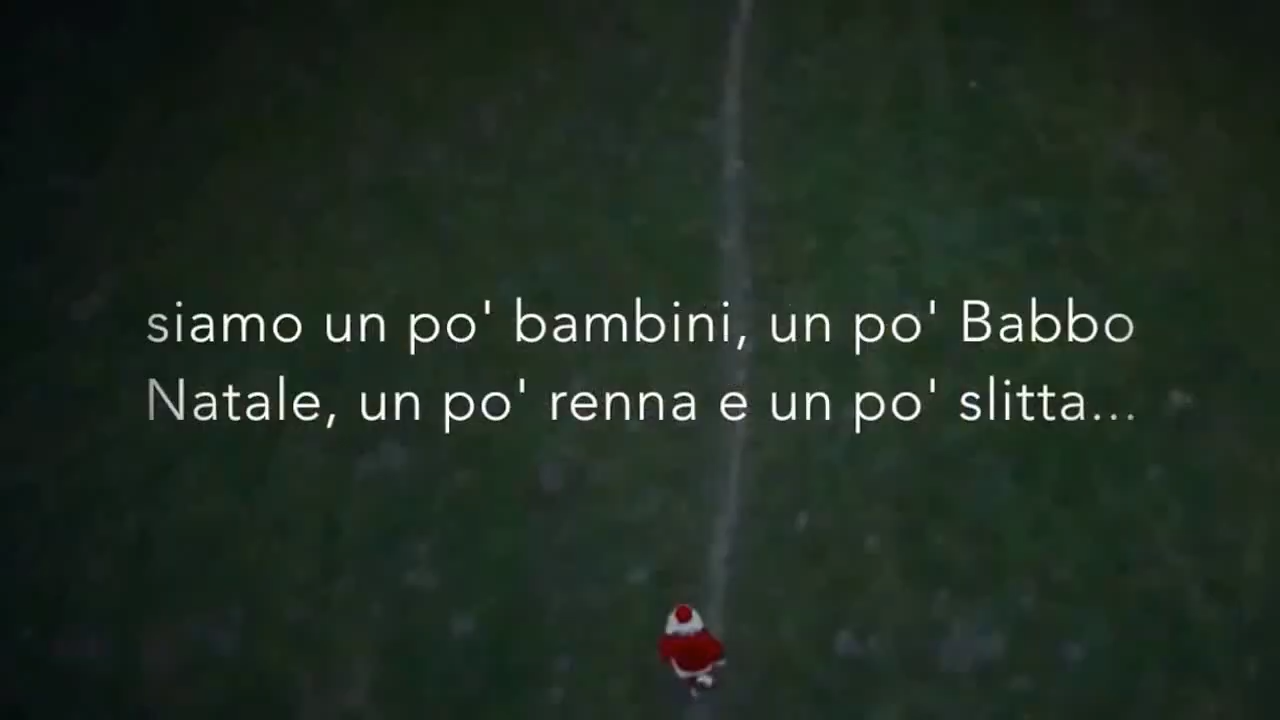 siamo un po' bambini, un po' Babbo
Natale, un po' renna e un po' slitta...